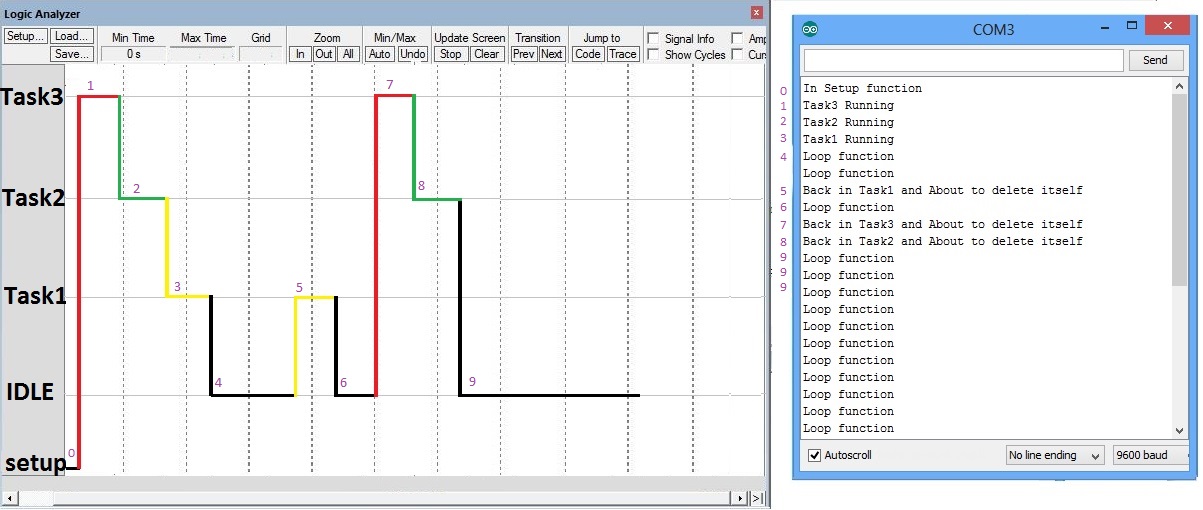 Logic Analyzer
Setup... Load... Min Time Max Time Grid Zoom Min/Max Update Screen Transition Jump to Signal Info
Save... 0 s In Out All Auto Undo Stop Clear Prev Next Code Trace Show Cycles
Task3
Task2
Task1
IDLE
setup
0
1
2
3
4
5
6
7
8
9
COM3
Send
0 In Setup function
1 Task3 Running
2 Task2 Running
3 Task1 Running
4 Loop function
Loop function
5 Back in Task1 and About to delete itself
6 Loop function
7 Back in Task3 and About to delete itself
8 Back in Task2 and About to delete itself
9 Loop function
9 Loop function
9 Loop function
Loop function
Loop function
Loop function
Loop function
Loop function
Loop function
Loop function
Loop function
Autoscroll No line ending 9600 baud